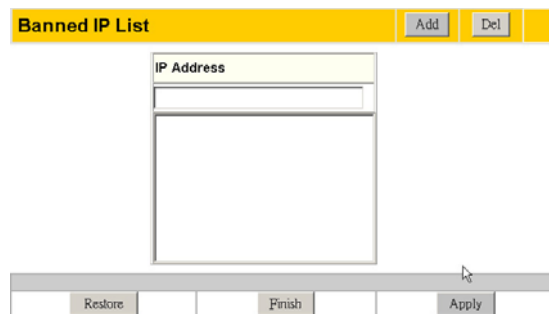 Banned IP List Add Del
IP Address
Restore Finish Apply